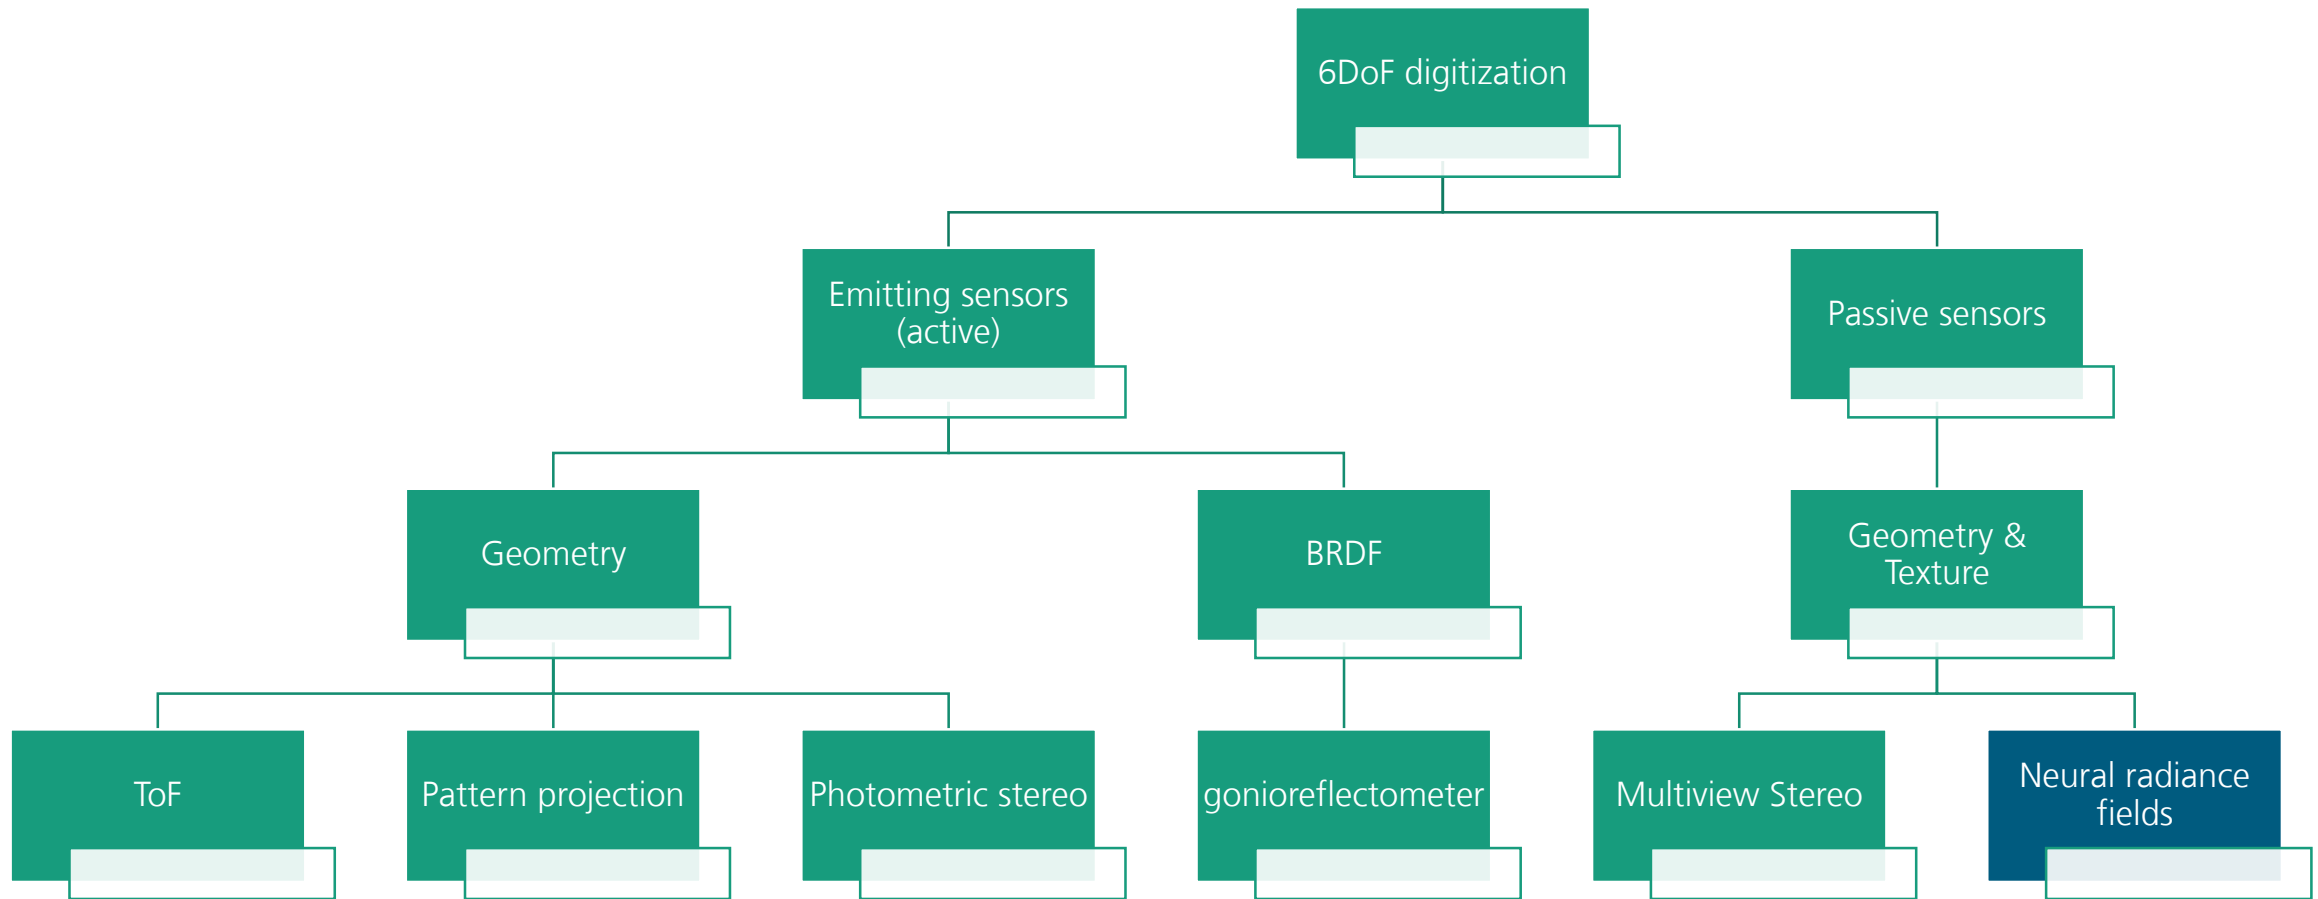 6DoF digitization
Emitting sensors
(active)
Passive sensors
Geometry
BRDF
Geometry &
Texture
ToF
Pattern projection
Photometric stereo
gonioreflectometer
Multiview Stereo
Neural radiance
fields